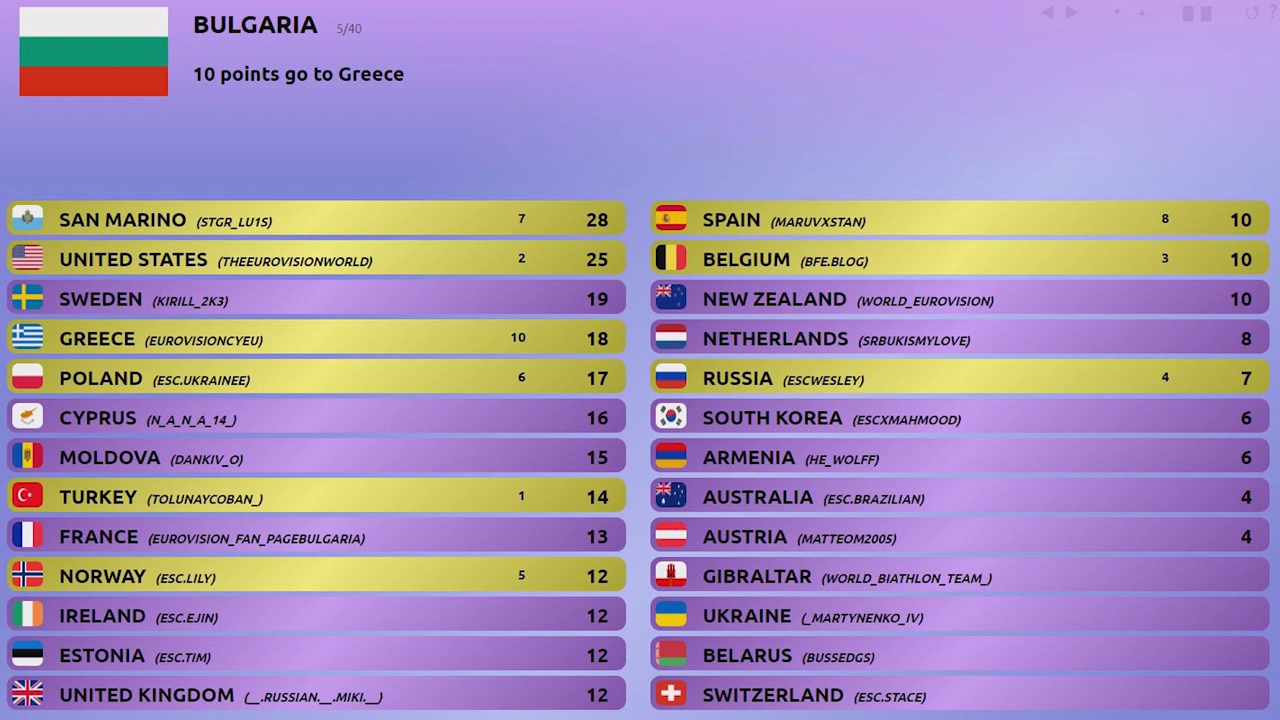 BULGARIA 5/40
10 points go to Greece
SAN MARINO (STGR_LU1S) 7 28
UNITED STATES (THEEUROVISIONWORLD) 2 25
SWEDEN (KIRILL_2K3) 19
GREECE (EUROVISIONCYEU) 10 18
POLAND (ESC.UKRAINEE) 6 17
CYPRUS (N_A_N_A_14_) 16
MOLDOVA (DANKIV_O) 15
TURKEY (TOLUNAYCOBAN_) 1 14
FRANCE (EUROVISION_FAN_PAGEBULGARIA) 13
NORWAY (ESC.LILY) 5 12
IRELAND (ESC.EJIN) 12
ESTONIA (ESC.TIM) 12
UNITED KINGDOM (__.RUSSIAN.__.MIKI.__) 12
SPAIN (MARUVXSTAN) 8 10
BELGIUM (BFE.BLOG) 3 10
NEW ZEALAND (WORLD_EUROVISION) 10
NETHERLANDS (SRBUKISMYLOVE) 8
RUSSIA (ESCWESLEY) 4 7
SOUTH KOREA (ESCXMAHMOOD) 6
ARMENIA (HE_WOLFF) 6
AUSTRALIA (ESC.BRAZILIAN) 4
AUSTRIA (MATTEOM2005) 4
GIBRALTAR (WORLD_BIATHLON_TEAM_)
UKRAINE (_MARTYNENKO_IV)
BELARUS (BUSSEDGS)
SWITZERLAND (ESC.STACE)